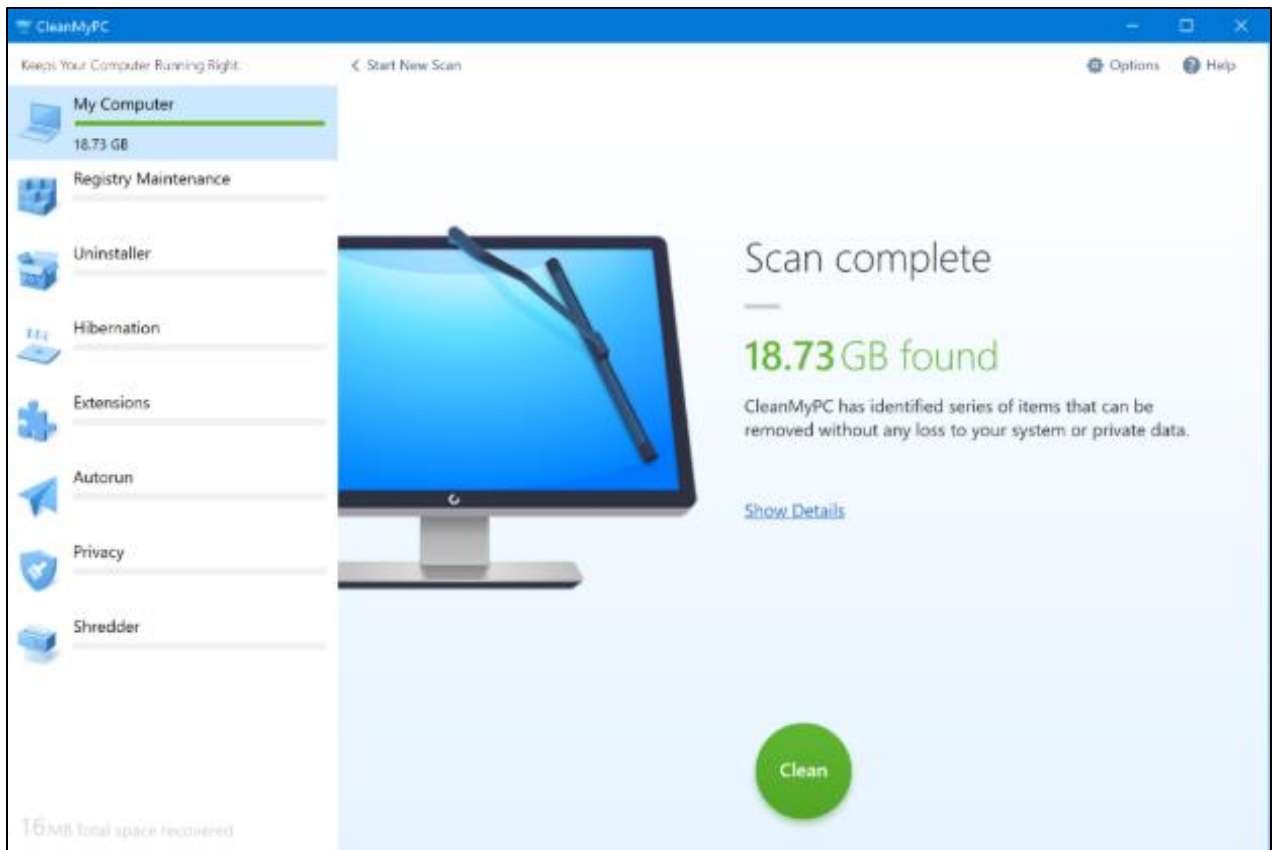 CleanMyPC
Keeps Your Computer Running Right.
Start New Scan
Options
Help
My Computer
18.73 GB
Registry Maintenance
Uninstaller
Hibernation
Extensions
Autorun
Privacy
Shredder
16 MB Total space recovered
Scan complete
18.73 GB found
CleanMyPC has identified series of items that can be
removed without any loss to your system or private data.
Show Details
Clean